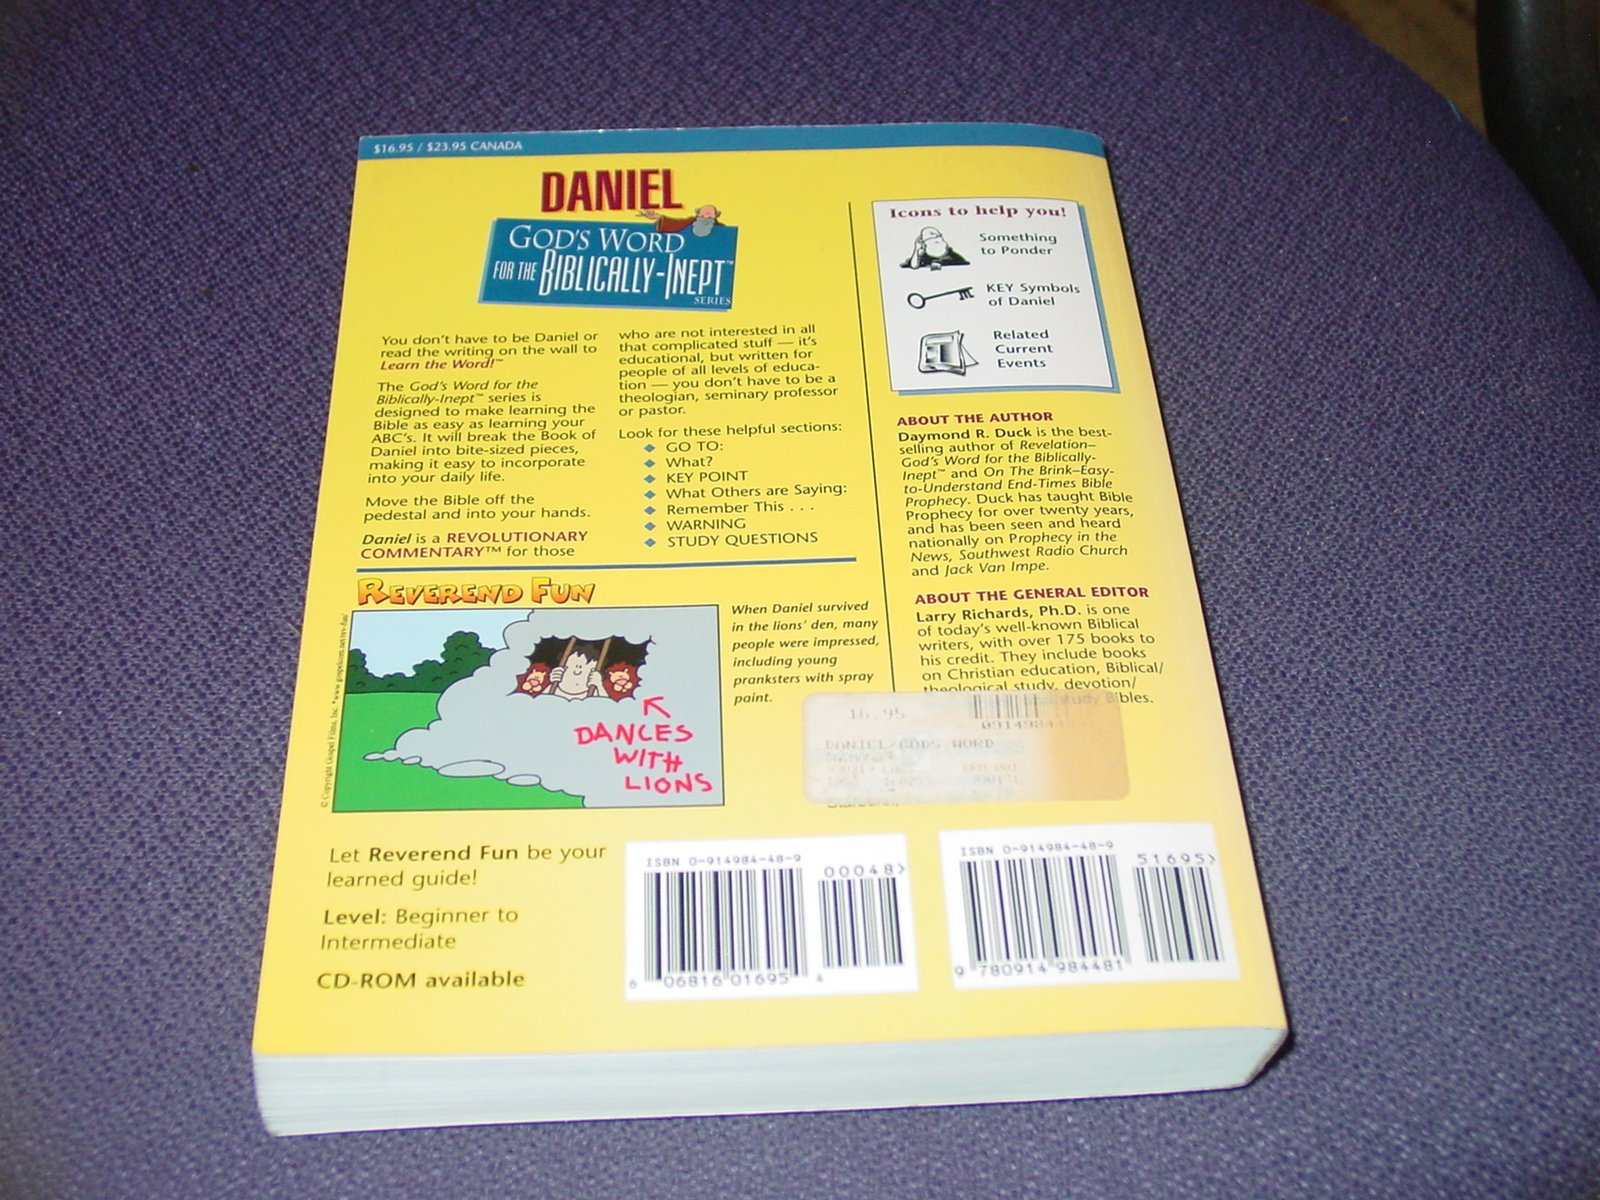 $16.95 / $23.95 CANADA
DANIEL
GOD'S WORD
FOR THE BIBLICALLY-INEPT™
SERIES
You don't have to be Daniel or
read the writing on the wall to
Learn the Word!™
The God's Word for the
Biblically-Inept™ series is
designed to make learning the
Bible as easy as learning your
ABC's. It will break the Book of
Daniel into bite-sized pieces,
making it easy to incorporate
into your daily life.
Move the Bible off the
pedestal and into your hands.
Daniel is a REVOLUTIONARY
COMMENTARY™ for those
who are not interested in all
that complicated stuff — it's
educational, but written for
people of all levels of educa-
tion — you don't have to be a
theologian, seminary professor
or pastor.
Look for these helpful sections:
◆ GO TO:
◆ What?
◆ KEY POINT
◆ What Others are Saying:
◆ Remember This . . .
◆ WARNING
◆ STUDY QUESTIONS
Icons to help you!
Something
to Ponder
KEY Symbols
of Daniel
Related
Current
Events
ABOUT THE AUTHOR
Daymond R. Duck is the best-
selling author of Revelation–
God's Word for the Biblically-
Inept™ and On The Brink–Easy-
to-Understand End-Times Bible
Prophecy. Duck has taught Bible
Prophecy for over twenty years,
and has been seen and heard
nationally on Prophecy in the
News, Southwest Radio Church
and Jack Van Impe.
ABOUT THE GENERAL EDITOR
Larry Richards, Ph.D. is one
of today's well-known Biblical
writers, with over 175 books to
his credit. They include books
on Christian education, Biblical/
theological study, devotion/
study Bibles.
REVEREND FUN
© Copyright Gospel Films, Inc. • www.gospelcom.net/rev-fun/
DANCES
WITH
LIONS
When Daniel survived
in the lions' den, many
people were impressed,
including young
pranksters with spray
paint.
16.95
DANIEL GODS WORD
Let Reverend Fun be your
learned guide!
Level: Beginner to
Intermediate
CD-ROM available
ISBN 0-914984-48-9
00048>
6 06816 01695 4
ISBN 0-914984-48-9
51695>
9 780914 984481